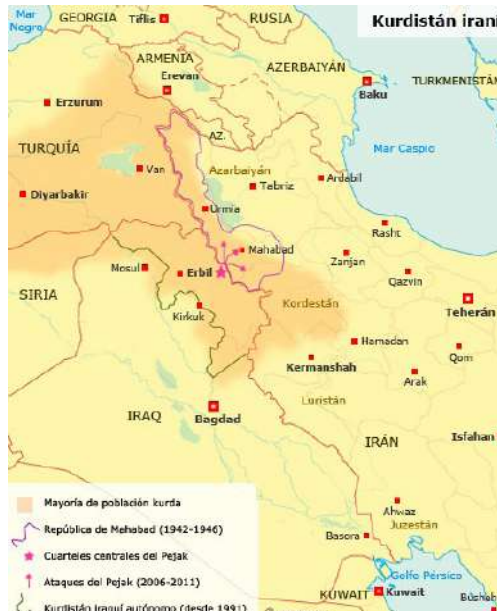 Kurdistán irani
Mar
Negro
GEORGIA
Tiflis
RUSIA
ARMENIA
Erevan
AZERBAIYÁN
Baku
TURKMENISTÁN
Erzurum
AZ.
Mar Caspio
TURQUÍA
Van
Azarbaiyán
Tabriz
Ardabil
Diyarbakir
Urmia
Rasht
Mahabad
Zanjan
Mosul
Erbil
Qazvin
SIRIA
Kordestán
Teherán
Kirkuk
Hamadan
Qom
Kermanshah
Arak
Luristán
IRAQ
Bagdad
IRÁN
Isfahan
Ahwaz
Juzestán
Basora
Golfo Pérsico
KUWAIT
Kuwait
Búsheh
Mayoría de población kurda
República de Mahabad (1942-1946)
Cuarteles centrales del Pejak
Ataques del Pejak (2006-2011)
Kurdistán iraquí autónomo (desde 1991)